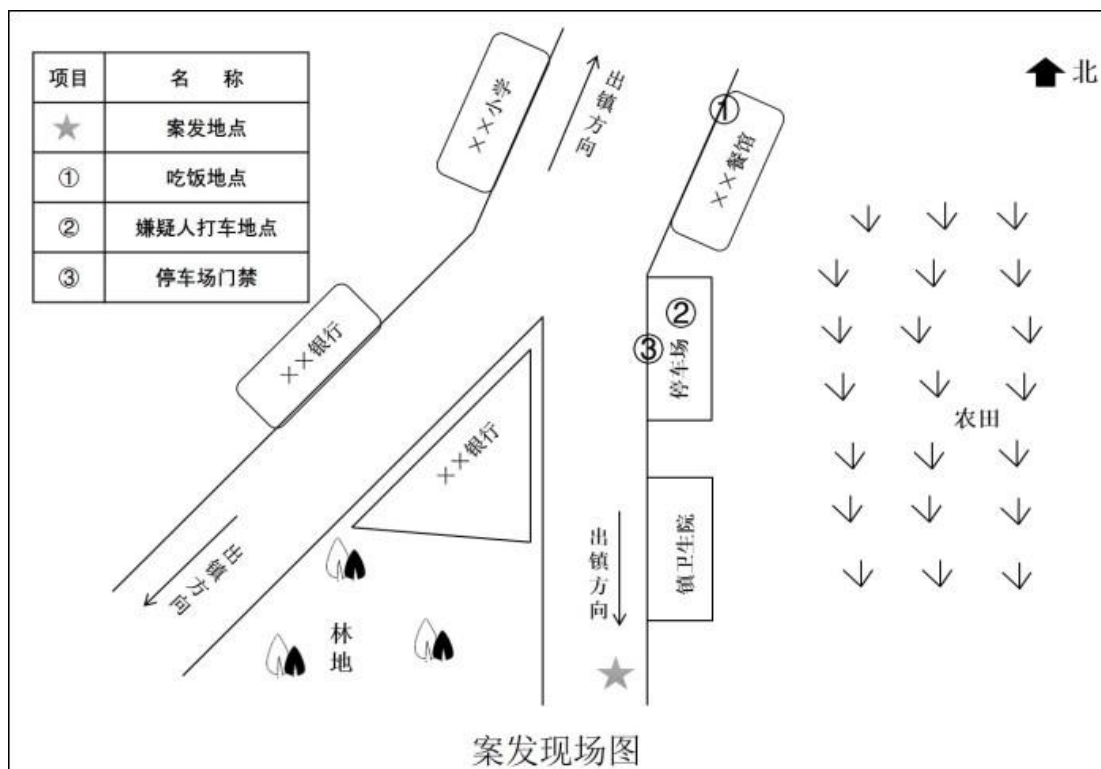 项目 名 称
★ 案发地点
① 吃饭地点
② 嫌疑人打车地点
③ 停车场门禁
北
××小学
出镇方向
①
××餐馆
②
③
停车场
××银行
××银行
农田
镇卫生院
出镇方向
出镇方向
林地
案发现场图